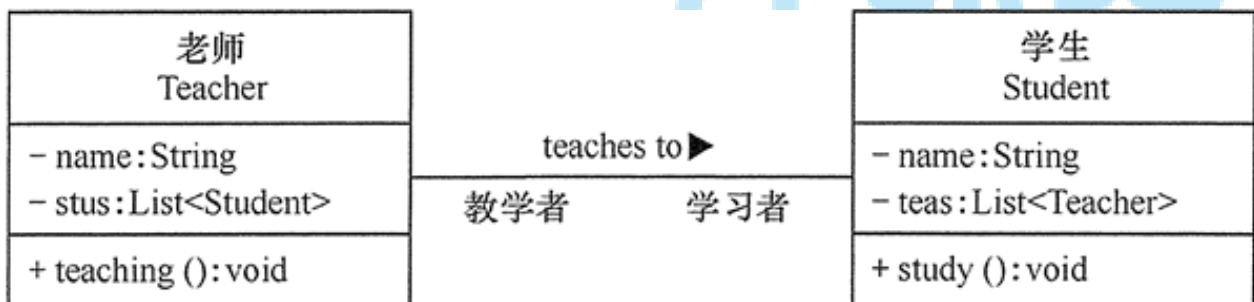 老师
Teacher
- name:String
- stus:List<Student>
+ teaching ():void
teaches to▶
教学者
学习者
学生
Student
- name:String
- teas:List<Teacher>
+ study ():void